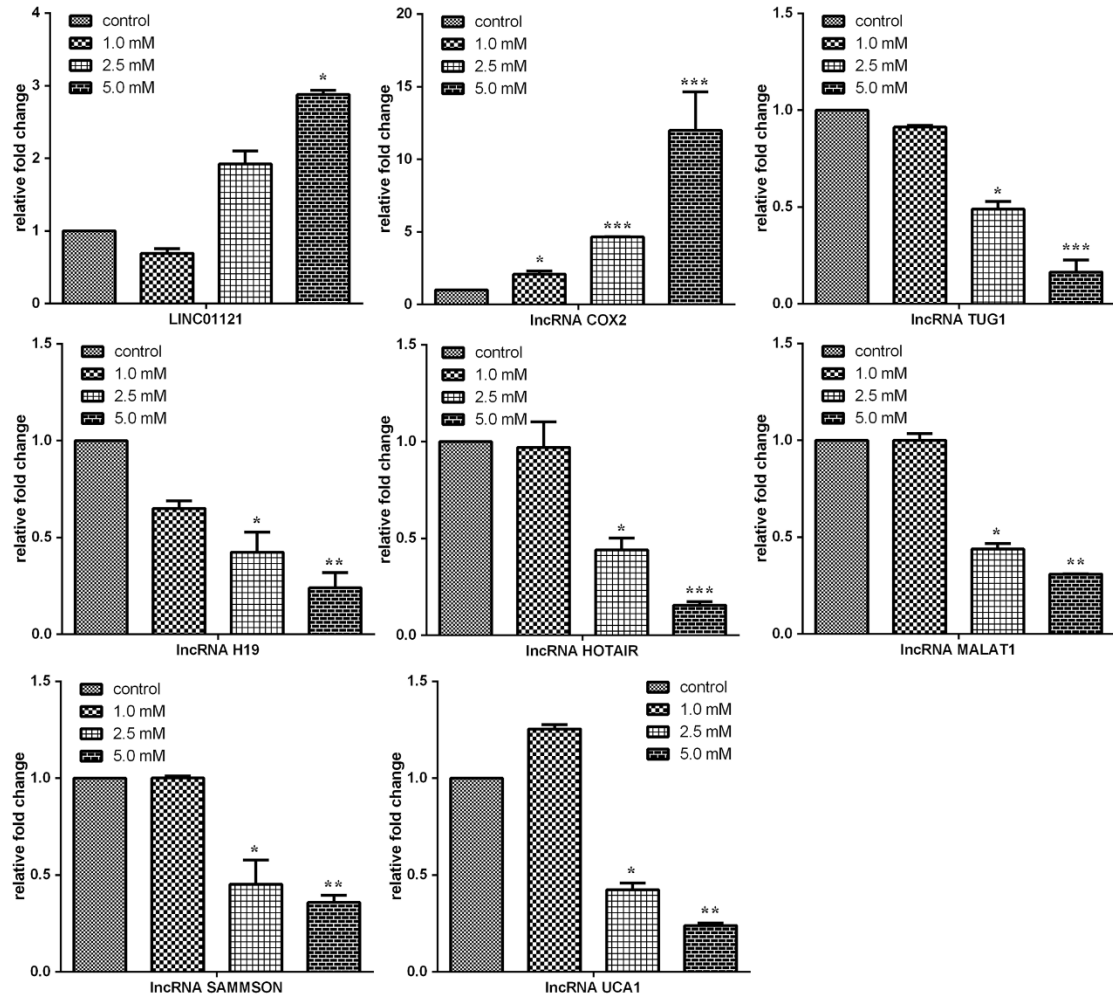 relative fold change
4
3
2
1
0
control
1.0 mM
2.5 mM
5.0 mM
*
LINC01121
relative fold change
20
15
10
5
0
control
1.0 mM
2.5 mM
5.0 mM
*
***
***
lncRNA COX2
relative fold change
1.5
1.0
0.5
0.0
control
1.0 mM
2.5 mM
5.0 mM
*
***
lncRNA TUG1
relative fold change
1.5
1.0
0.5
0.0
control
1.0 mM
2.5 mM
5.0 mM
*
**
lncRNA H19
relative fold change
1.5
1.0
0.5
0.0
control
1.0 mM
2.5 mM
5.0 mM
*
***
lncRNA HOTAIR
relative fold change
1.5
1.0
0.5
0.0
control
1.0 mM
2.5 mM
5.0 mM
*
**
lncRNA MALAT1
relative fold change
1.5
1.0
0.5
0.0
control
1.0 mM
2.5 mM
5.0 mM
*
**
lncRNA SAMMSON
relative fold change
1.5
1.0
0.5
0.0
control
1.0 mM
2.5 mM
5.0 mM
*
**
lncRNA UCA1